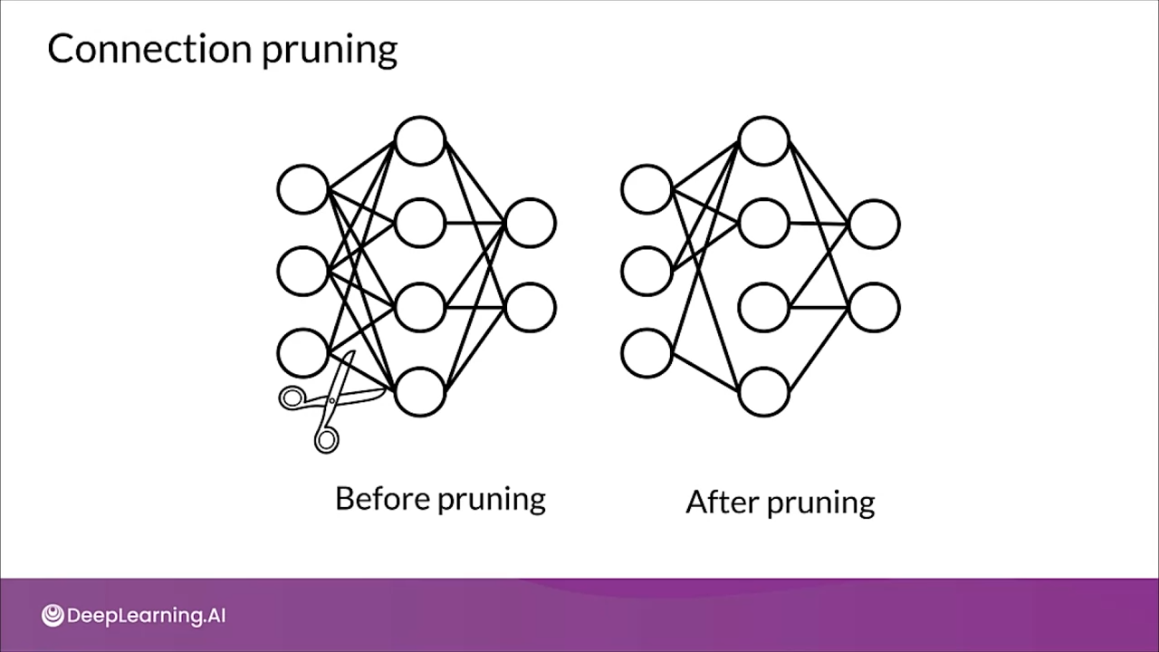 Connection pruning
Before pruning
After pruning
DeepLearning.AI